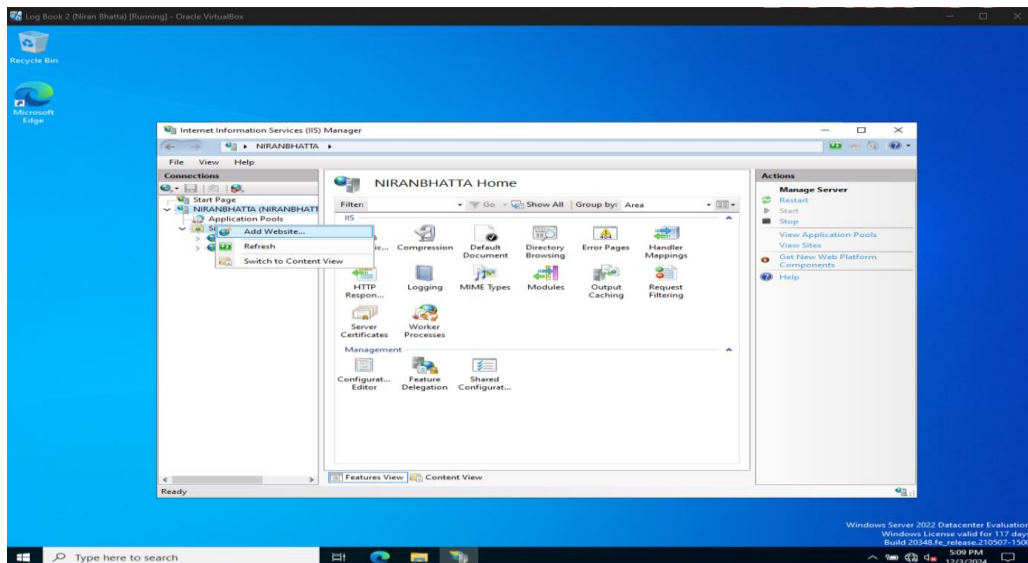 Log Book 2 (Niran Bhatta) [Running] - Oracle VirtualBox
Recycle Bin
Microsoft
Edge
Internet Information Services (IIS) Manager
NIRANBHATTA
File View Help
Connections
Start Page
NIRANBHATTA (NIRANBHATT
Application Pools
Add Website...
Refresh
Switch to Content View
NIRANBHATTA Home
Filter: Go Show All Group by: Area
IIS
Compression
Default
Document
Directory
Browsing
Error Pages
Handler
Mappings
HTTP
Respon...
Logging
MIME Types
Modules
Output
Caching
Request
Filtering
Server
Certificates
Worker
Processes
Management
Configurat...
Editor
Feature
Delegation
Shared
Configurat...
Features View Content View
Ready
Actions
Manage Server
Restart
Start
Stop
View Application Pools
View Sites
Get New Web Platform
Components
Help
Windows Server 2022 Datacenter Evaluation
Windows License valid for 117 days
Build 20348.fe_release.210507-1500
Type here to search
5:09 PM
12/3/2024